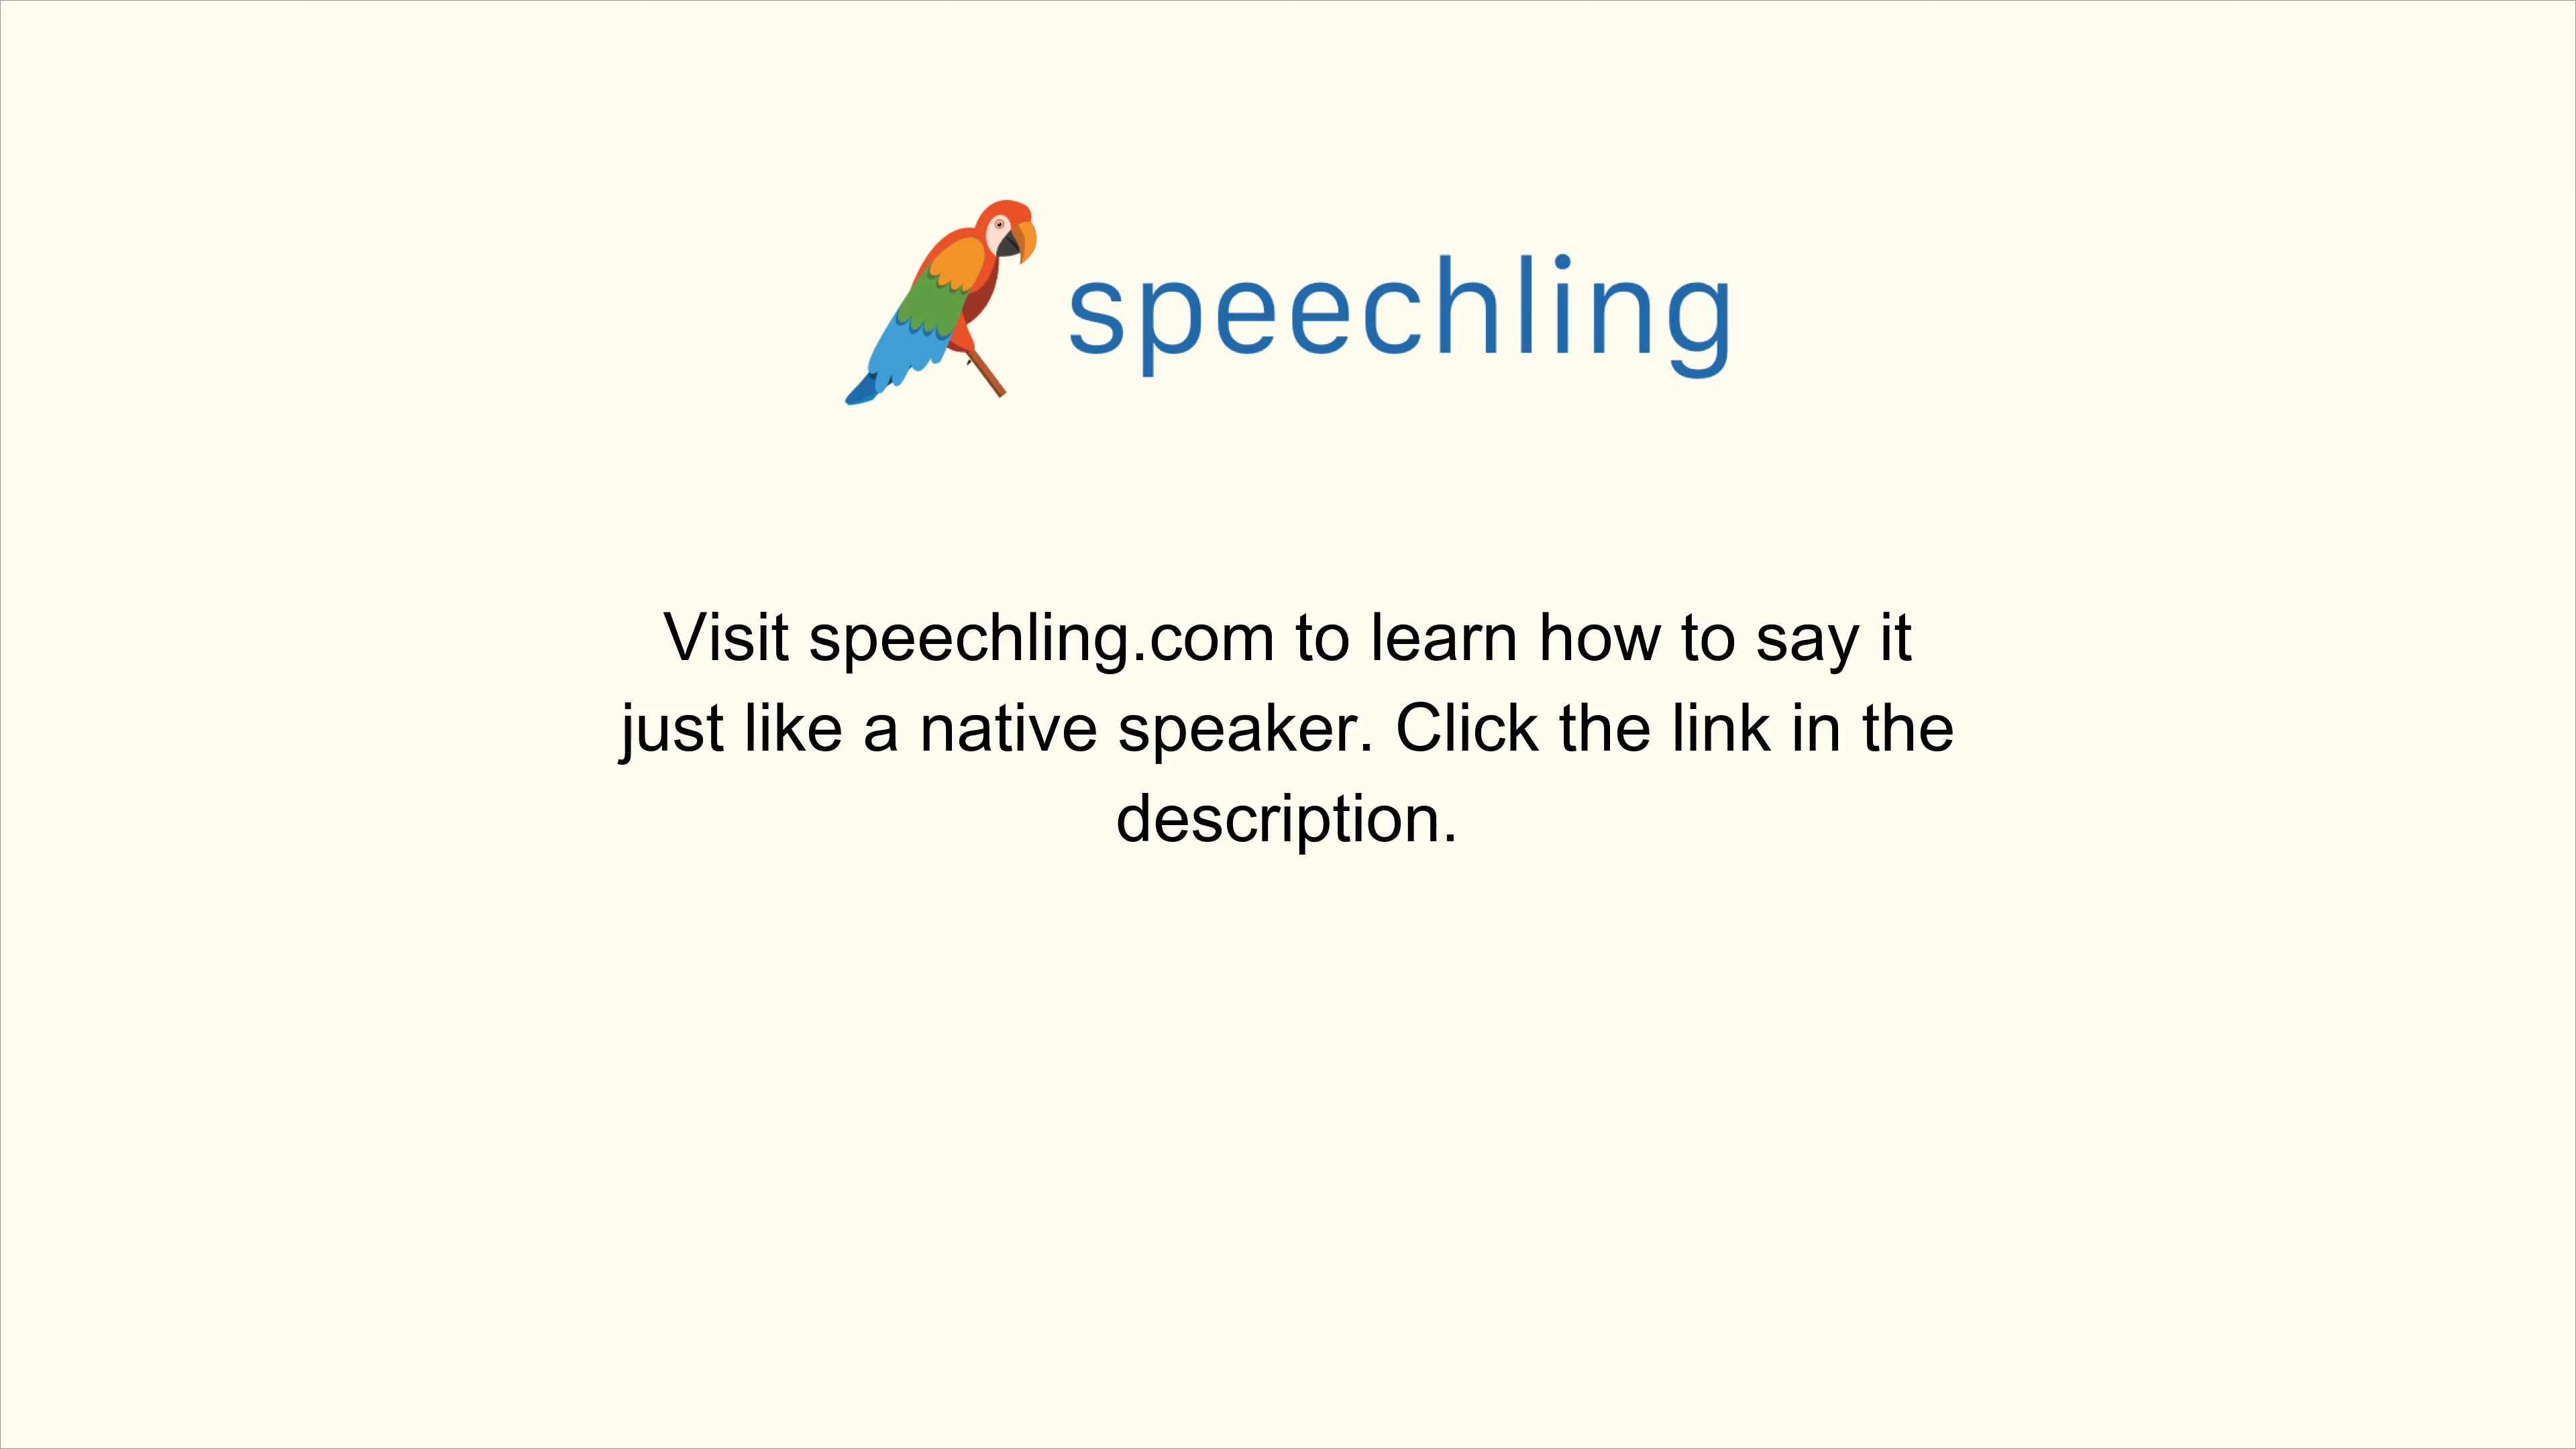 speechling
Visit speechling.com to learn how to say it
just like a native speaker. Click the link in the
description.